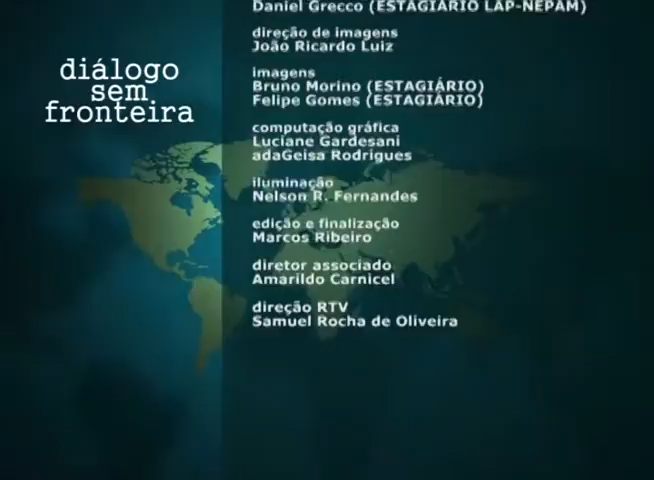 Daniel Grecco (ESTAGIÁRIO LAP-NEPAM)
direção de imagens
João Ricardo Luiz
diálogo
sem
fronteira
imagens
Bruno Morino (ESTAGIÁRIO)
Felipe Gomes (ESTAGIÁRIO)
computação gráfica
Luciane Gardesani
adaGeisa Rodrigues
iluminação
Nelson R. Fernandes
edição e finalização
Marcos Ribeiro
diretor associado
Amarildo Carnicel
direção RTV
Samuel Rocha de Oliveira